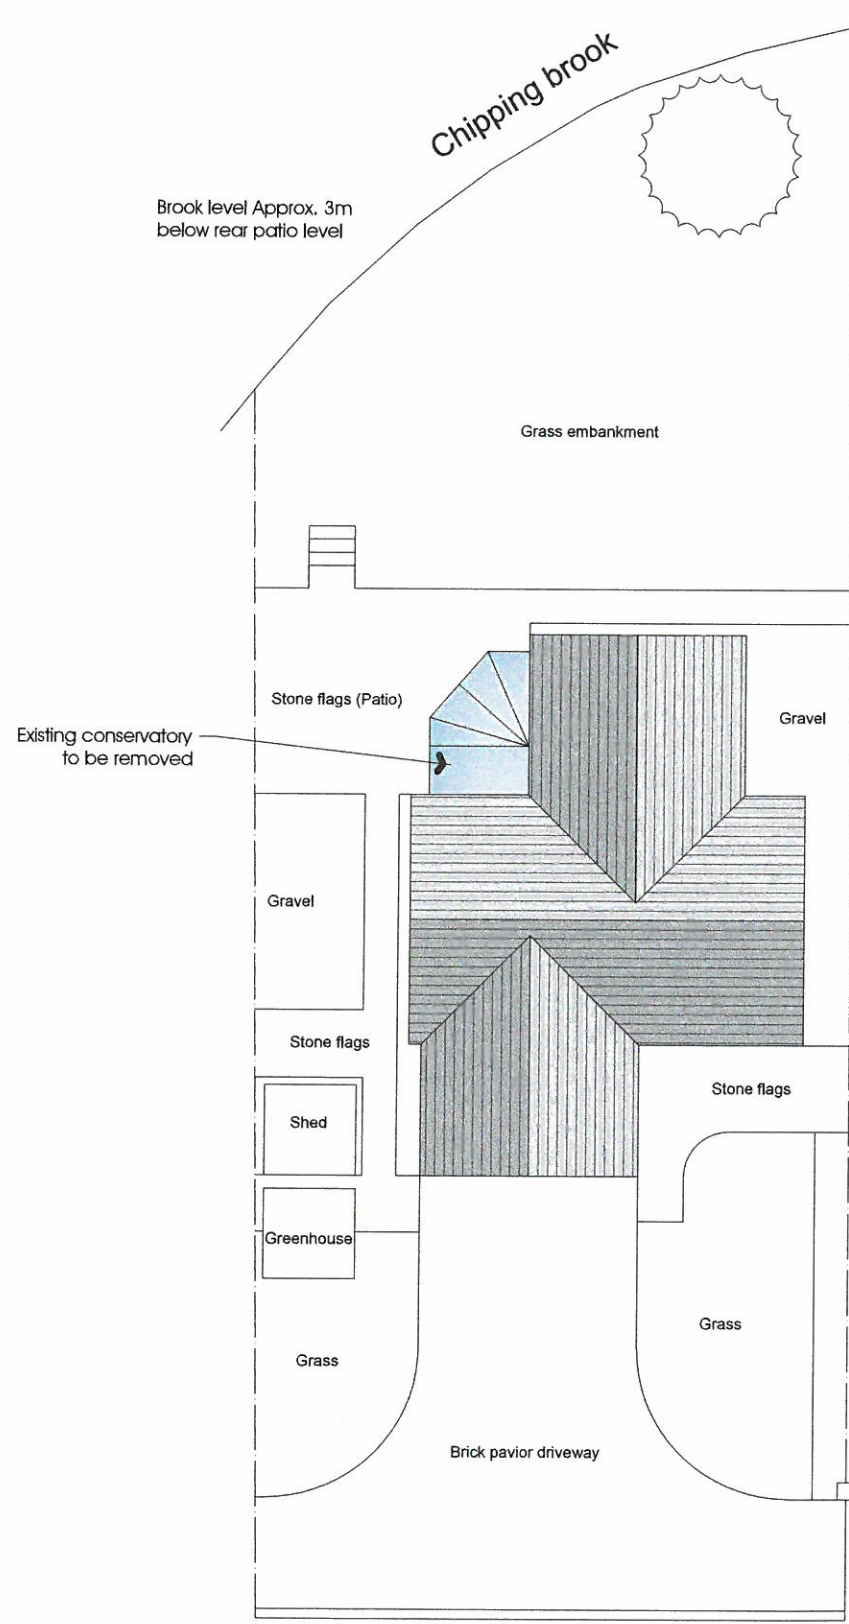 Chipping brook
Brook level Approx. 3m
below rear patio level
Grass embankment
Stone flags (Patio)
Gravel
Existing conservatory
to be removed
Gravel
Stone flags
Stone flags
Shed
Greenhouse
Grass
Grass
Brick pavior driveway